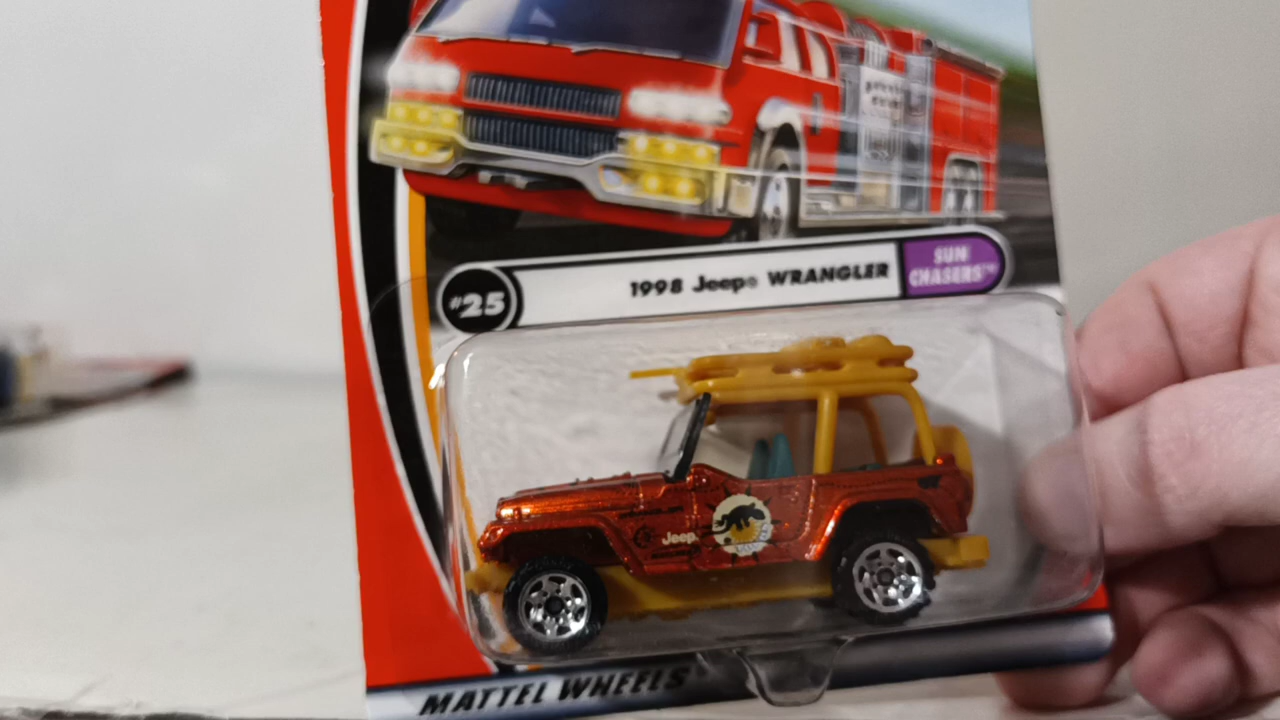 #25
1998 Jeep® WRANGLER
SUN
CHASERS™
Jeep
MATTEL WHEELS